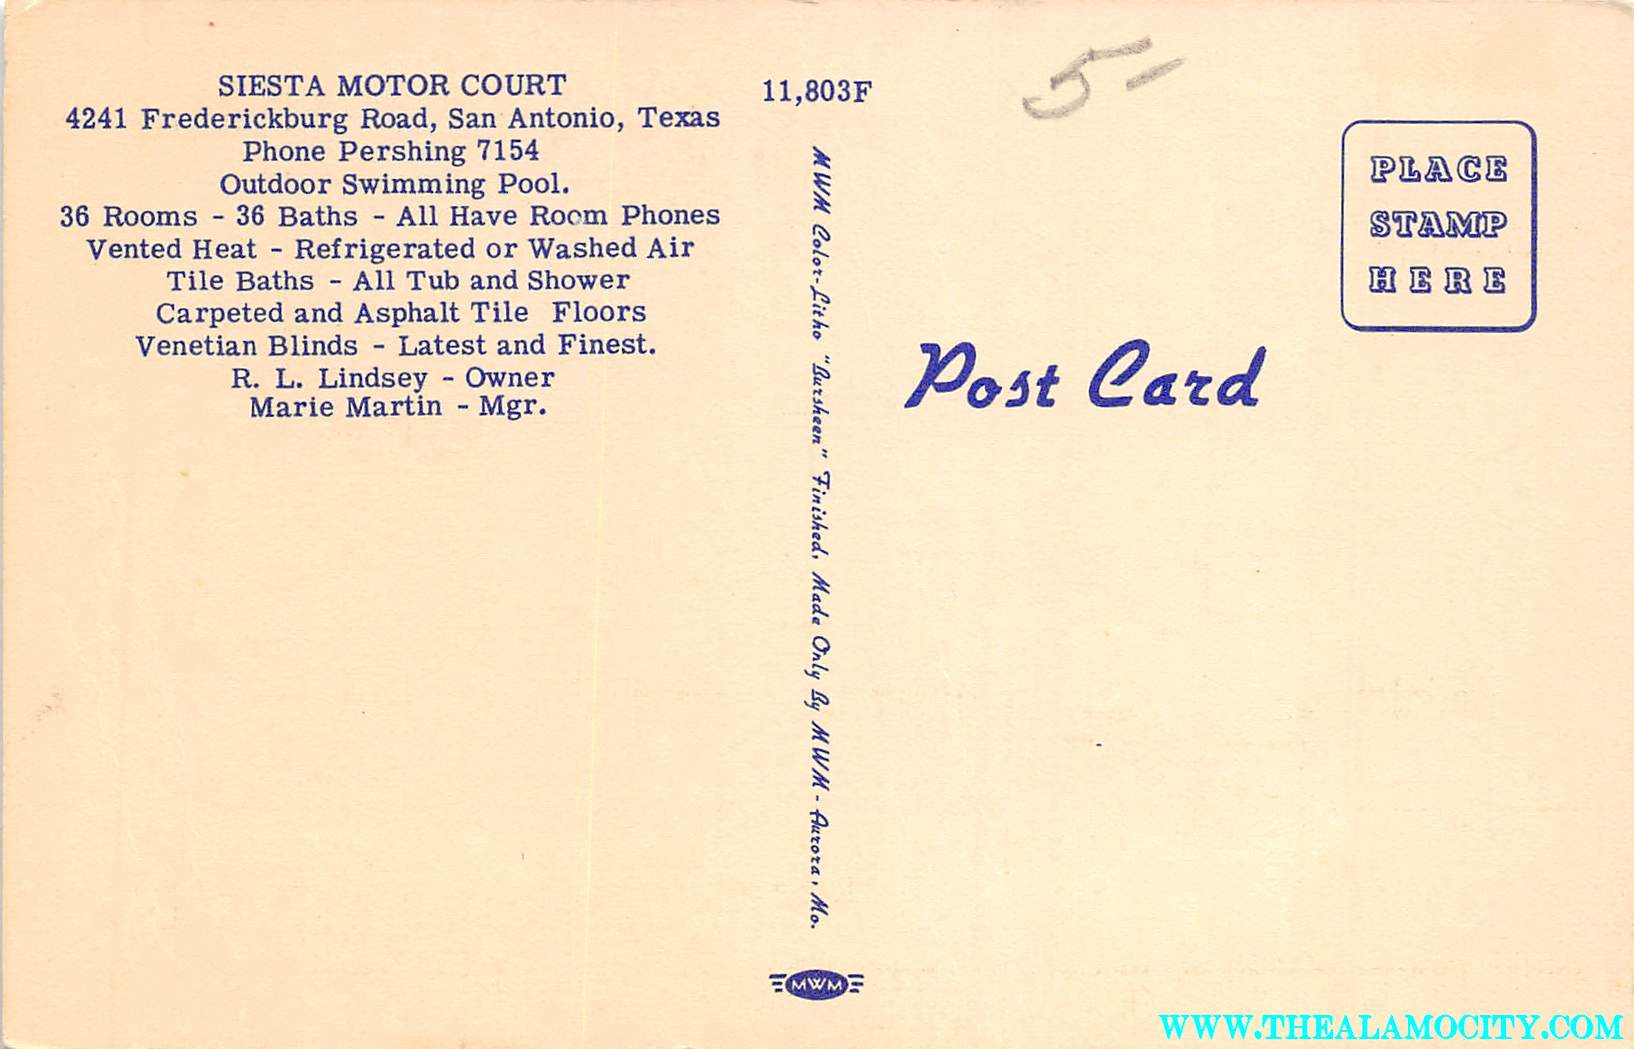 SIESTA MOTOR COURT
4241 Frederickburg Road, San Antonio, Texas
Phone Pershing 7154
Outdoor Swimming Pool.
36 Rooms - 36 Baths - All Have Room Phones
Vented Heat - Refrigerated or Washed Air
Tile Baths - All Tub and Shower
Carpeted and Asphalt Tile Floors
Venetian Blinds - Latest and Finest.
R. L. Lindsey - Owner
Marie Martin - Mgr.
11,803F
MWM Color-Litho "Bursheen" Finished, Made Only By MWM - Aurora, Mo.
MWM
5-
PLACE
STAMP
HERE
Post Card
WWW.THEALAMOCITY.COM